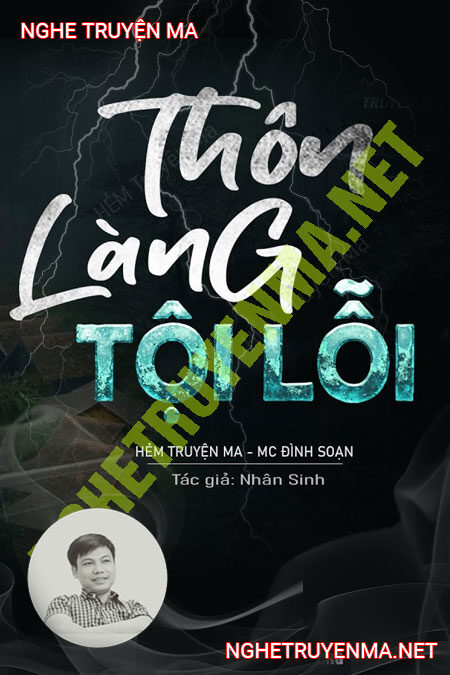 NGHE TRUYỆN MA
Thôn
Làng
TỘI LỖI
NGHETRUYENMA.NET
HẺM TRUYỆN MA - MC ĐÌNH SOẠN
Tác giả: Nhân Sinh
NGHETRUYENMA.NET